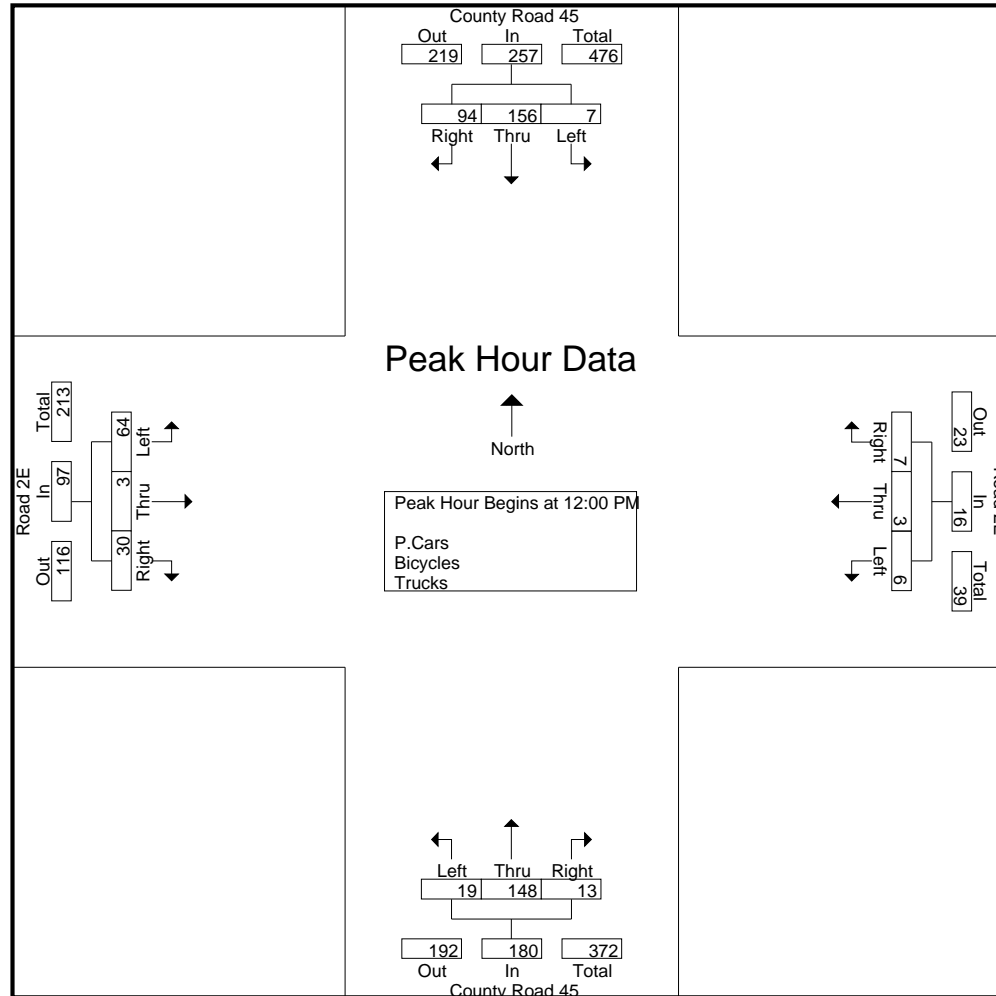 County Road 45
Out In Total
219 257 476
94 156 7
Right Thru Left
Peak Hour Data
North
Peak Hour Begins at 12:00 PM
P.Cars
Bicycles
Trucks
Road 2E
Total In Out
213 97 116
64 3 30
Left Thru Right
Out In Total
23 16 39
7 3 6
Right Thru Left
Left Thru Right
19 148 13
192 180 372
Out In Total
County Road 45